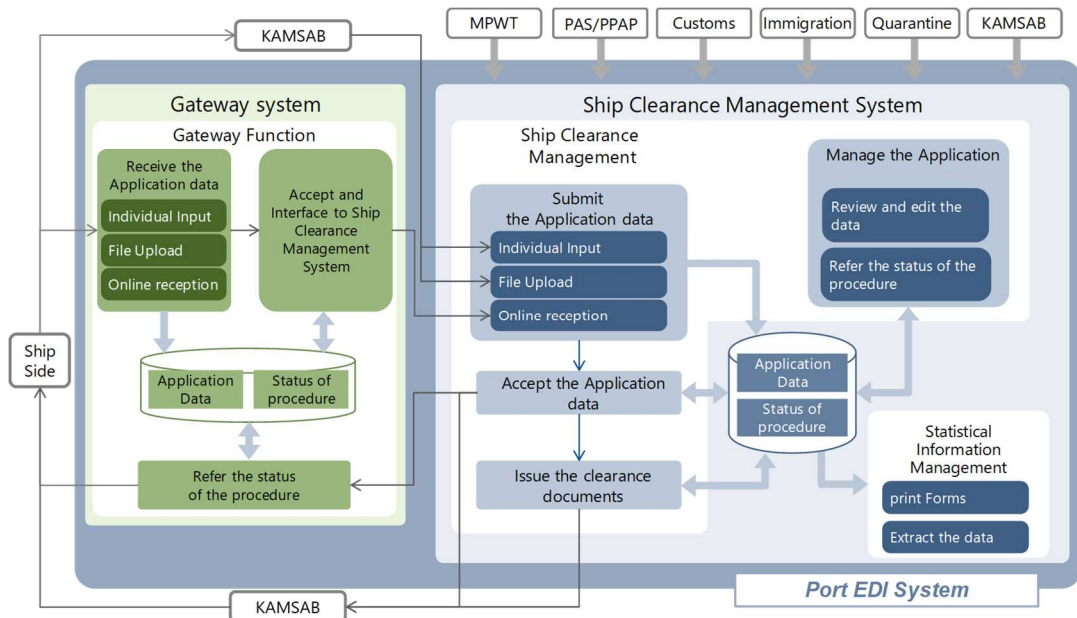 KAMSAB
MPWT
PAS/PPAP
Customs
Immigration
Quarantine
KAMSAB
Gateway system
Gateway Function
Receive the
Application data
Individual Input
File Upload
Online reception
Accept and
Interface to Ship
Clearance
Management
System
Application
Data
Status of
procedure
Refer the status
of the procedure
Ship
Side
Ship Clearance Management System
Ship Clearance
Management
Submit
the Application data
Individual Input
File Upload
Online reception
Accept the Application
data
Issue the clearance
documents
Manage the Application
Review and edit the
data
Refer the status of the
procedure
Application
Data
Status of
procedure
Statistical
Information
Management
print Forms
Extract the data
Port EDI System
KAMSAB